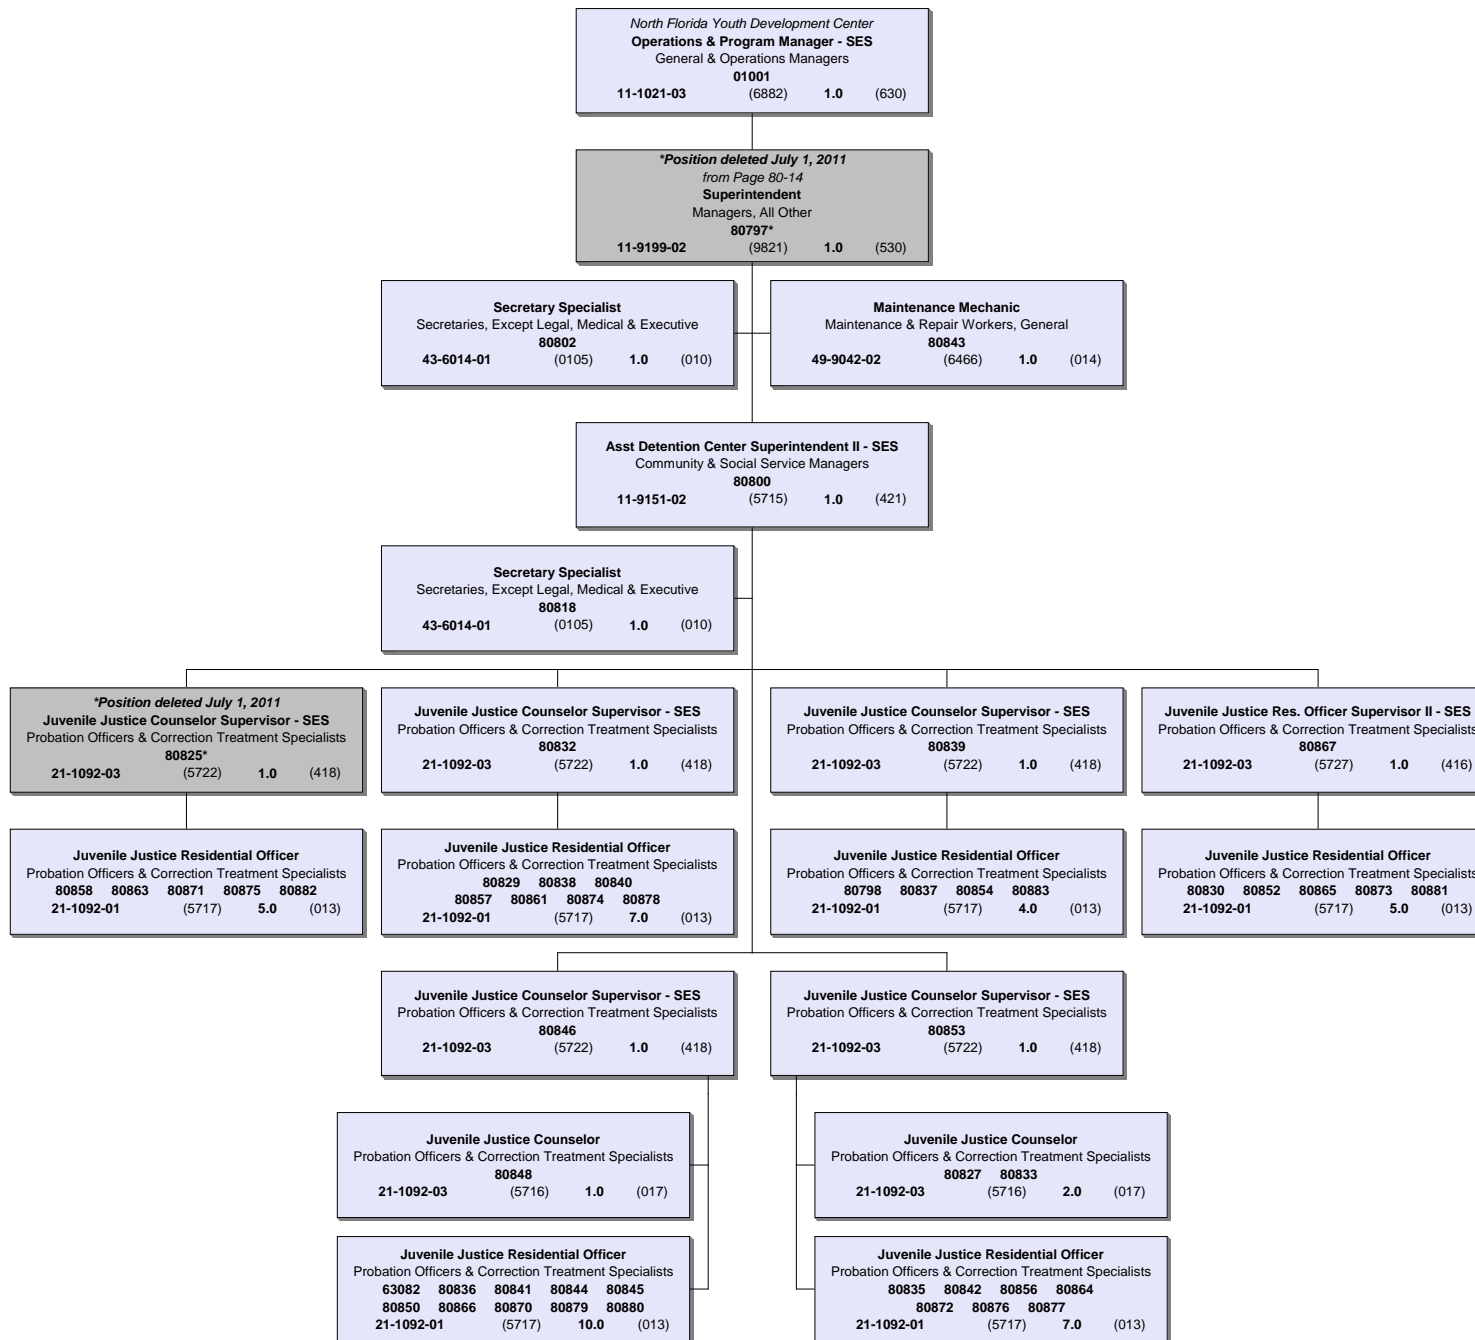 North Florida Youth Development Center
Operations & Program Manager - SES
General & Operations Managers
01001
11-1021-03 (6882) 1.0 (630)
*Position deleted July 1, 2011
from Page 80-14
Superintendent
Managers, All Other
80797*
11-9199-02 (9821) 1.0 (530)
Secretary Specialist
Secretaries, Except Legal, Medical & Executive
80802
43-6014-01 (0105) 1.0 (010)
Maintenance Mechanic
Maintenance & Repair Workers, General
80843
49-9042-02 (6466) 1.0 (014)
Asst Detention Center Superintendent II - SES
Community & Social Service Managers
80800
11-9151-02 (5715) 1.0 (421)
Secretary Specialist
Secretaries, Except Legal, Medical & Executive
80818
43-6014-01 (0105) 1.0 (010)
*Position deleted July 1, 2011
Juvenile Justice Counselor Supervisor - SES
Probation Officers & Correction Treatment Specialists
80825*
21-1092-03 (5722) 1.0 (418)
Juvenile Justice Counselor Supervisor - SES
Probation Officers & Correction Treatment Specialists
80832
21-1092-03 (5722) 1.0 (418)
Juvenile Justice Counselor Supervisor - SES
Probation Officers & Correction Treatment Specialists
80839
21-1092-03 (5722) 1.0 (418)
Juvenile Justice Res. Officer Supervisor II - SES
Probation Officers & Correction Treatment Specialists
80867
21-1092-03 (5727) 1.0 (416)
Juvenile Justice Residential Officer
Probation Officers & Correction Treatment Specialists
80858 80863 80871 80875 80882
21-1092-01 (5717) 5.0 (013)
Juvenile Justice Residential Officer
Probation Officers & Correction Treatment Specialists
80829 80838 80840
80857 80861 80874 80878
21-1092-01 (5717) 7.0 (013)
Juvenile Justice Residential Officer
Probation Officers & Correction Treatment Specialists
80798 80837 80854 80883
21-1092-01 (5717) 4.0 (013)
Juvenile Justice Residential Officer
Probation Officers & Correction Treatment Specialists
80830 80852 80865 80873 80881
21-1092-01 (5717) 5.0 (013)
Juvenile Justice Counselor Supervisor - SES
Probation Officers & Correction Treatment Specialists
80846
21-1092-03 (5722) 1.0 (418)
Juvenile Justice Counselor Supervisor - SES
Probation Officers & Correction Treatment Specialists
80853
21-1092-03 (5722) 1.0 (418)
Juvenile Justice Counselor
Probation Officers & Correction Treatment Specialists
80848
21-1092-03 (5716) 1.0 (017)
Juvenile Justice Counselor
Probation Officers & Correction Treatment Specialists
80827 80833
21-1092-03 (5716) 2.0 (017)
Juvenile Justice Residential Officer
Probation Officers & Correction Treatment Specialists
63082 80836 80841 80844 80845
80850 80866 80870 80879 80880
21-1092-01 (5717) 10.0 (013)
Juvenile Justice Residential Officer
Probation Officers & Correction Treatment Specialists
80835 80842 80856 80864
80872 80876 80877
21-1092-01 (5717) 7.0 (013)